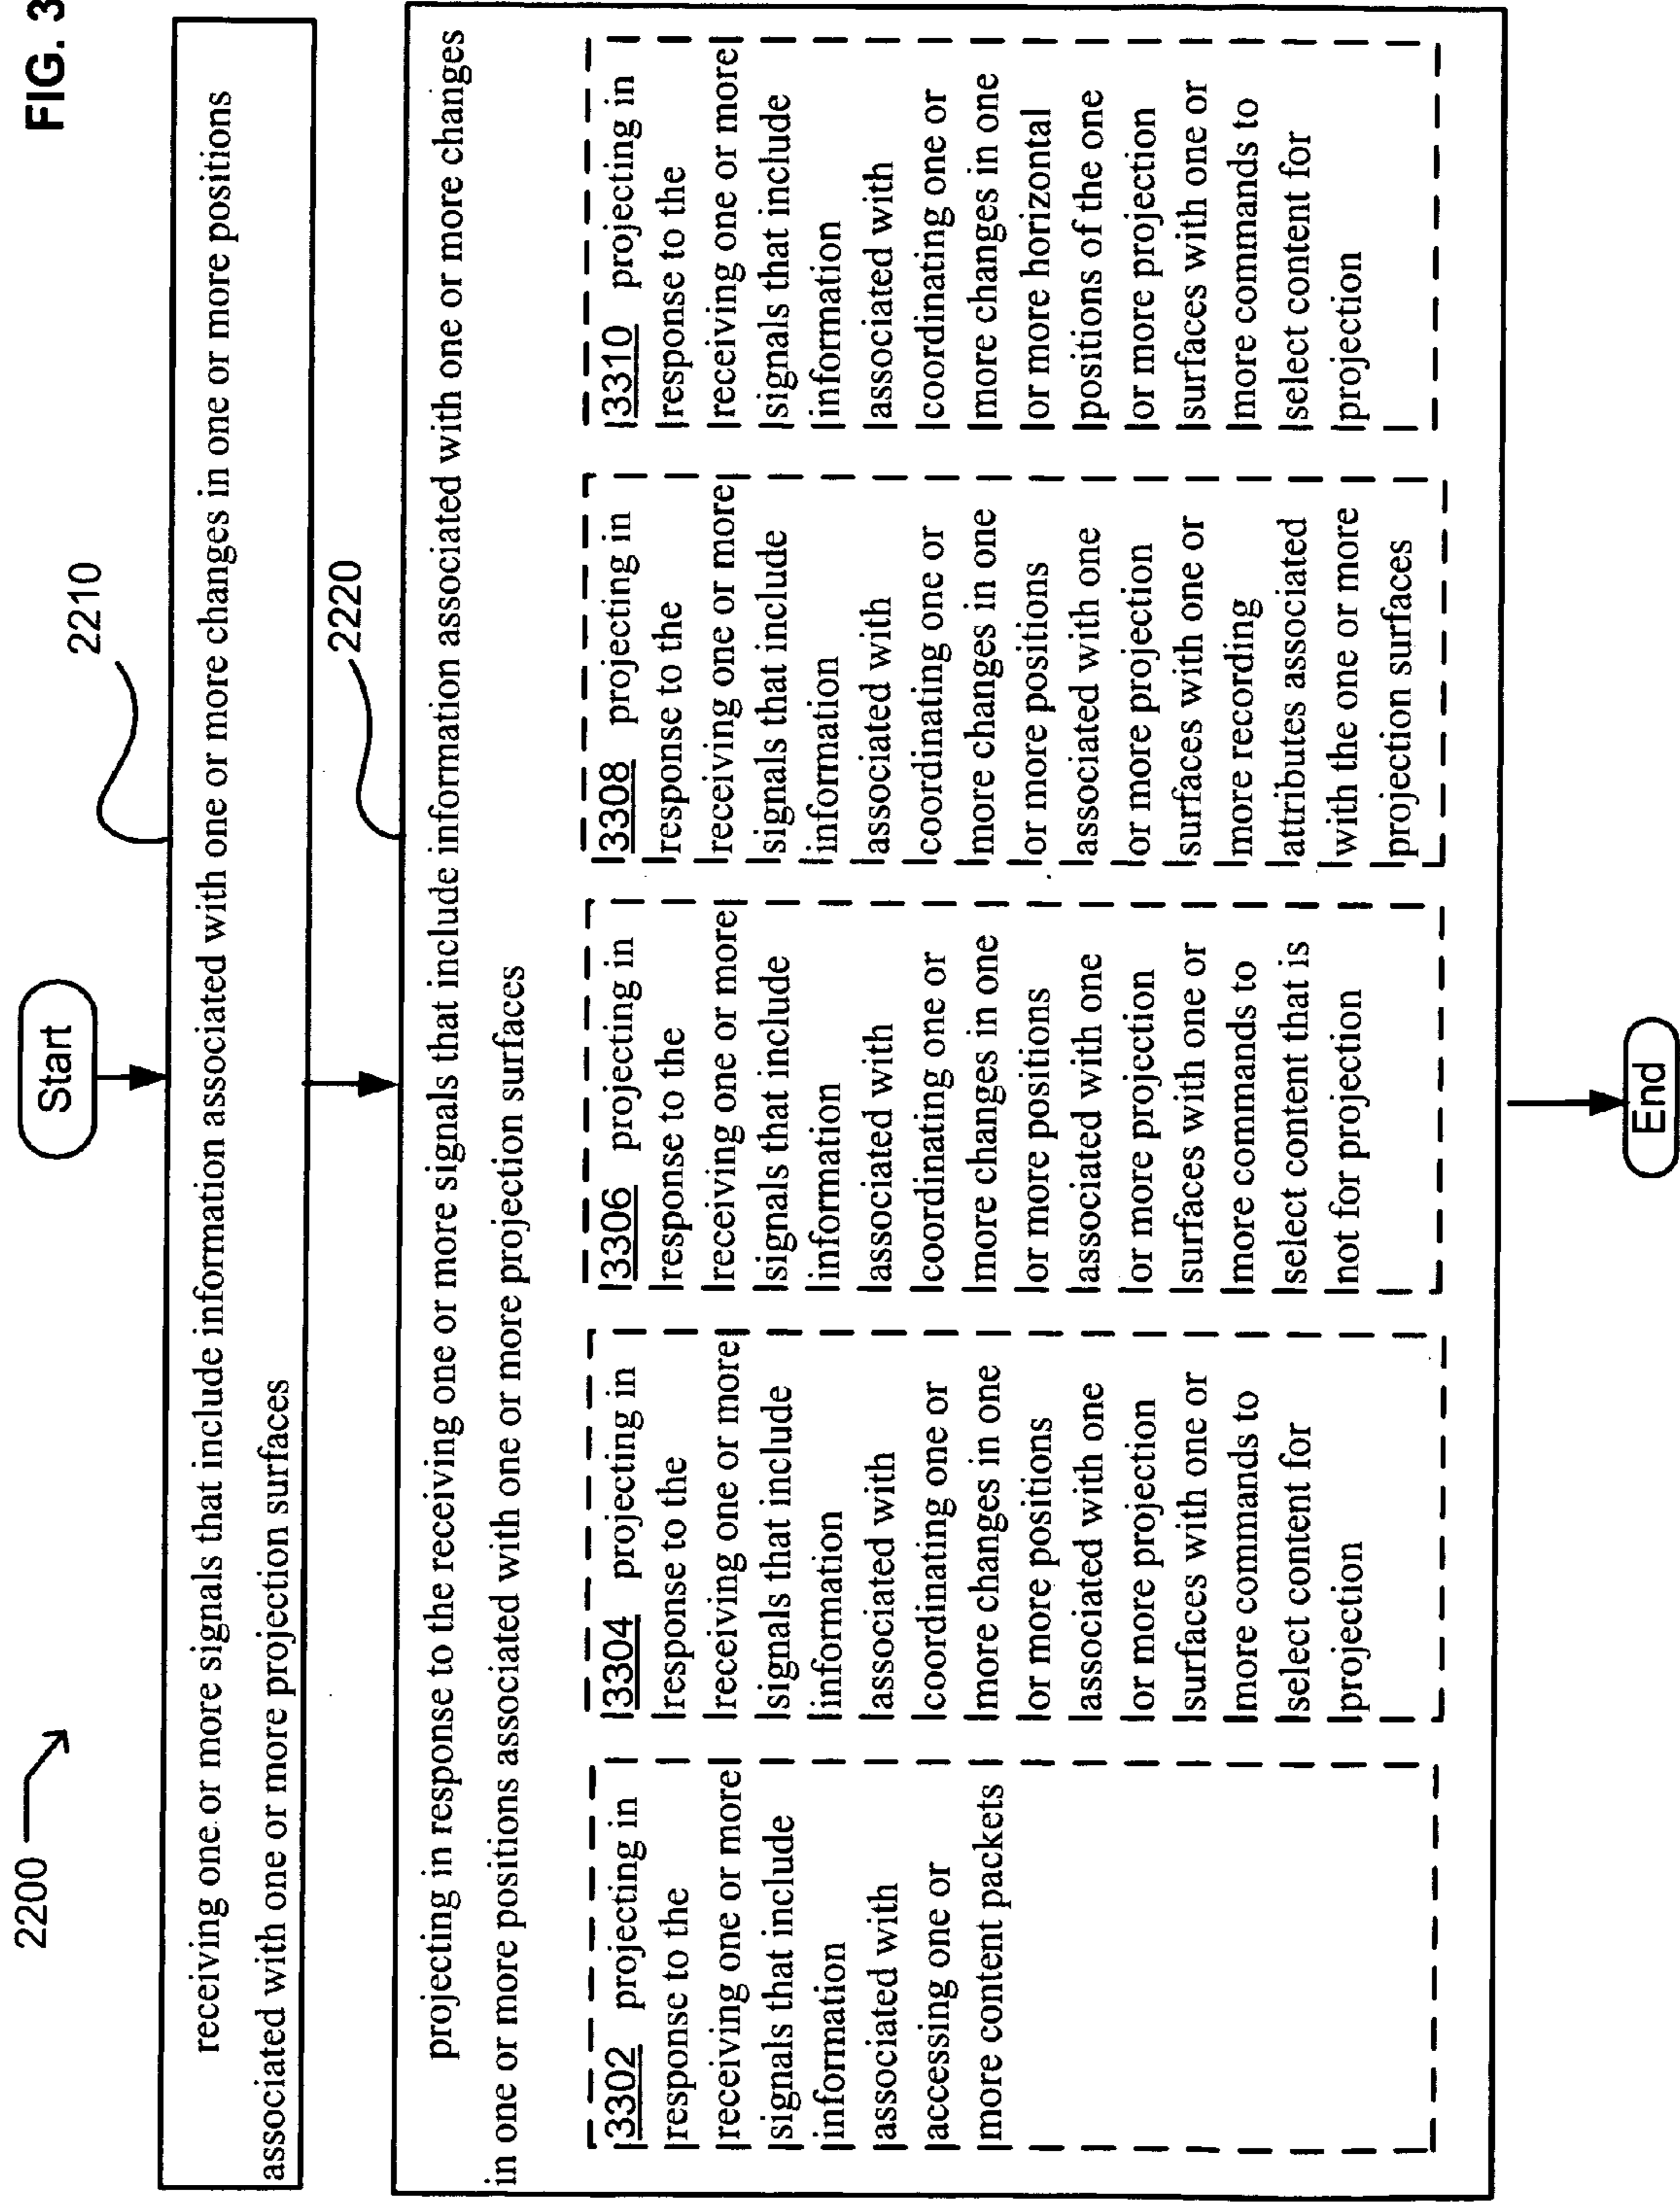 2200
FIG. 3
Start
2210
receiving one or more signals that include information associated with one or more changes in one or more positions
associated with one or more projection surfaces
2220
projecting in response to the receiving one or more signals that include information associated with one or more changes
in one or more positions associated with one or more projection surfaces
3302 projecting in
response to the
receiving one or more
signals that include
information
associated with
accessing one or
more content packets
3304 projecting in
response to the
receiving one or more
signals that include
information
associated with
coordinating one or
more changes in one
or more positions
associated with one
or more projection
surfaces with one or
more commands to
select content for
projection
3306 projecting in
response to the
receiving one or more
signals that include
information
associated with
coordinating one or
more changes in one
or more positions
associated with one
or more projection
surfaces with one or
more commands to
select content that is
not for projection
3308 projecting in
response to the
receiving one or more
signals that include
information
associated with
coordinating one or
more changes in one
or more positions
associated with one
or more projection
surfaces with one or
more recording
attributes associated
with the one or more
projection surfaces
3310 projecting in
response to the
receiving one or more
signals that include
information
associated with
coordinating one or
more changes in one
or more horizontal
positions of the one
or more projection
surfaces with one or
more commands to
select content for
projection
End